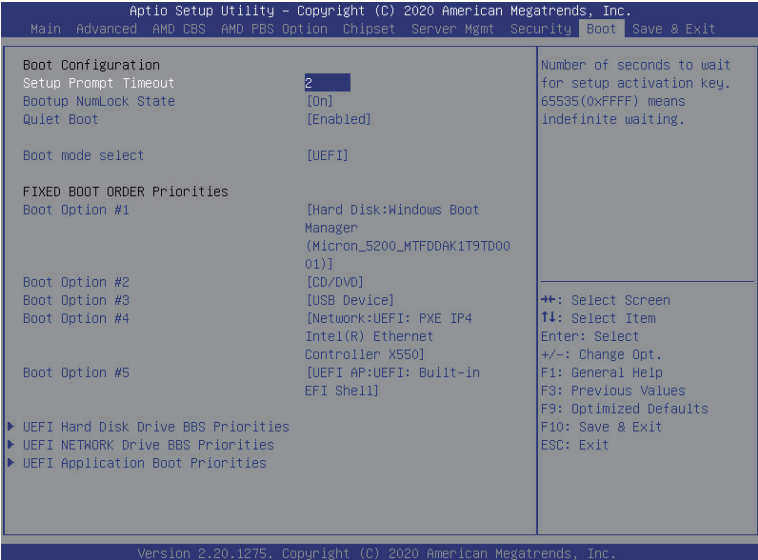 Aptio Setup Utility – Copyright (C) 2020 American Megatrends, Inc.
Main Advanced AMD CBS AMD PBS Option Chipset Server Mgmt Security Boot Save & Exit
Boot Configuration
Setup Prompt Timeout 2
Bootup NumLock State [On]
Quiet Boot [Enabled]
Boot mode select [UEFI]
FIXED BOOT ORDER Priorities
Boot Option #1 [Hard Disk:Windows Boot
Manager
(Micron_5200_MTFDDAK1T9TD00
01)]
Boot Option #2 [CD/DVD]
Boot Option #3 [USB Device]
Boot Option #4 [Network:UEFI: PXE IP4
Intel(R) Ethernet
Controller X550]
Boot Option #5 [UEFI AP:UEFI: Built-in
EFI Shell]
UEFI Hard Disk Drive BBS Priorities
UEFI NETWORK Drive BBS Priorities
UEFI Application Boot Priorities
Number of seconds to wait
for setup activation key.
65535(0xFFFF) means
indefinite waiting.
→←: Select Screen
↑↓: Select Item
Enter: Select
+/-: Change Opt.
F1: General Help
F3: Previous Values
F9: Optimized Defaults
F10: Save & Exit
ESC: Exit
Version 2.20.1275. Copyright (C) 2020 American Megatrends, Inc.